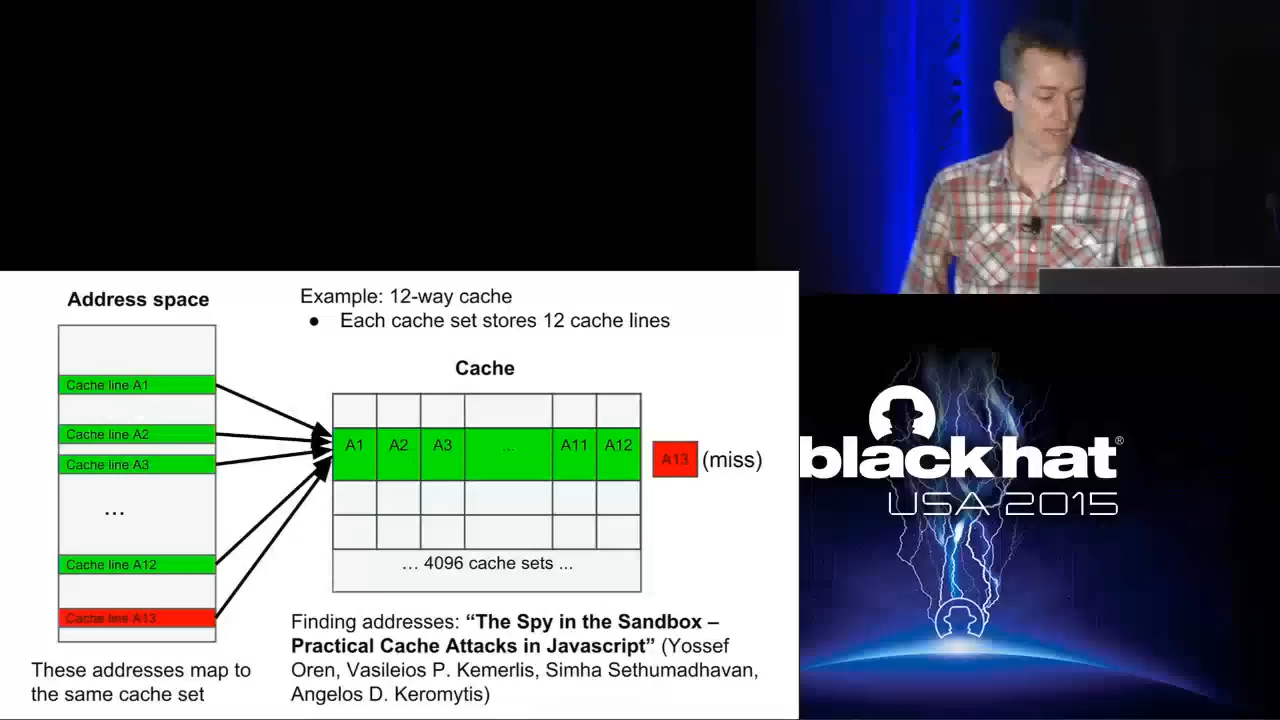 Address space
Cache line A1
Cache line A2
Cache line A3
...
Cache line A12
Cache line A13
These addresses map to
the same cache set
Example: 12-way cache
● Each cache set stores 12 cache lines
Cache
A1 A2 A3 ... A11 A12 A13 (miss)
... 4096 cache sets ...
Finding addresses: “The Spy in the Sandbox –
Practical Cache Attacks in Javascript” (Yossef
Oren, Vasileios P. Kemerlis, Simha Sethumadhavan,
Angelos D. Keromytis)
black hat®
USA 2015